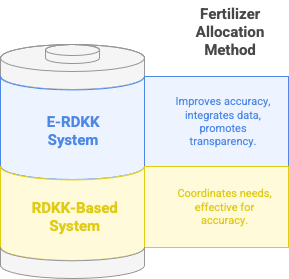 Fertilizer
Allocation
Method
E-RDKK
System
Improves accuracy,
integrates data,
promotes
transparency.
RDKK-Based
System
Coordinates needs,
effective for
accuracy.